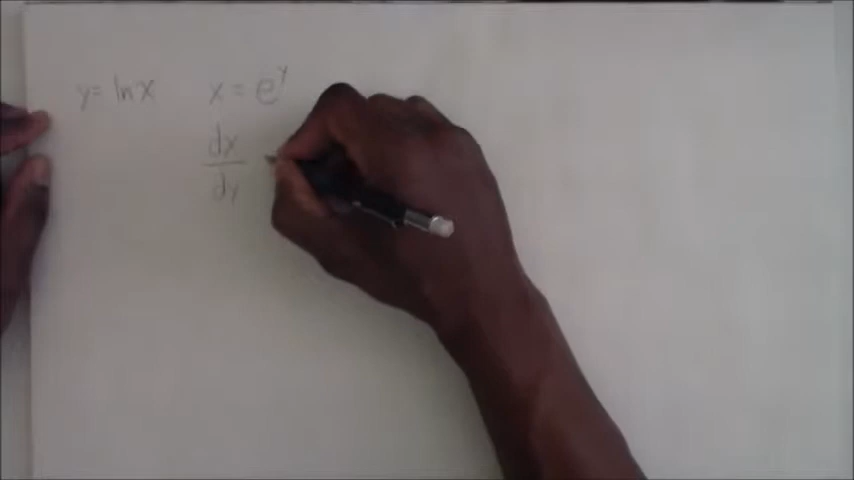 y= ln x x = e^y
dx
dy